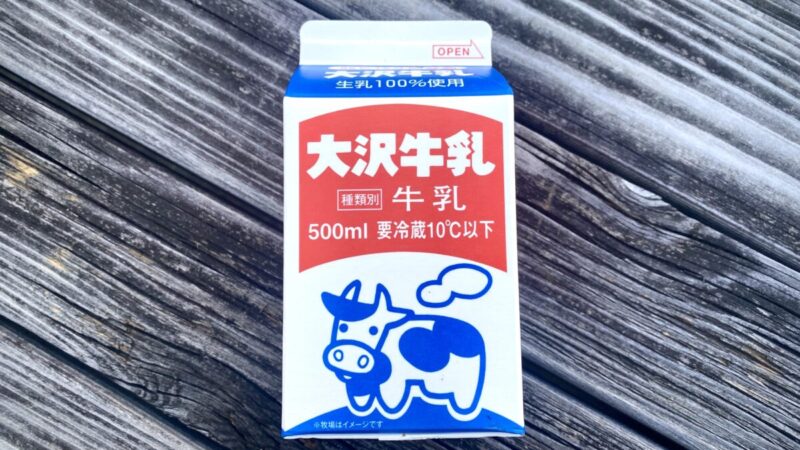 OPEN
大沢牛乳
生乳100%使用
大沢牛乳
種類別 牛乳
500ml 要冷蔵10℃以下
※牧場はイメージです